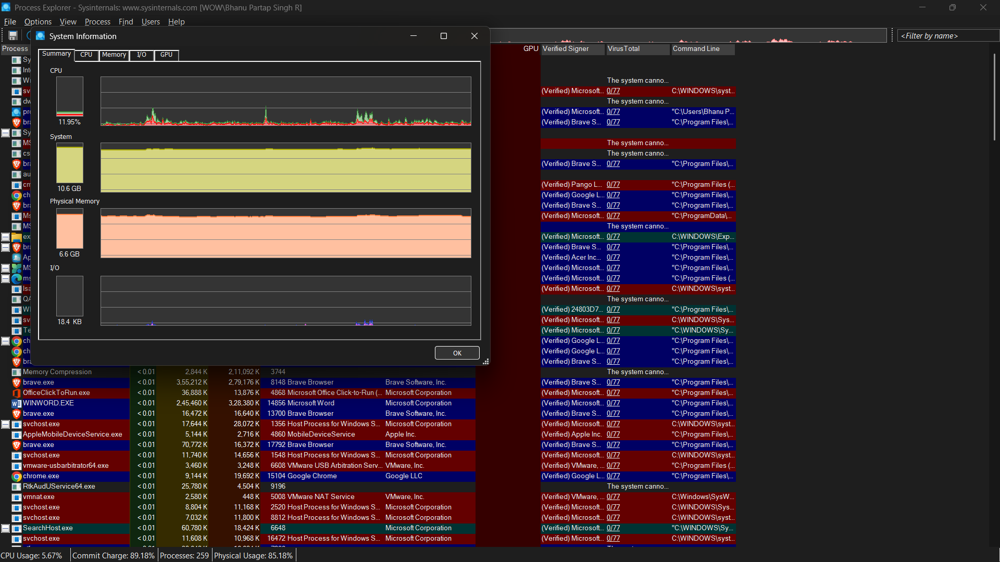 Process Explorer - Sysinternals: www.sysinternals.com [WOW\Bhanu Partap Singh R]
File Options View Process Find Users Help
<Filter by name>
System Information
Summary CPU Memory I/O GPU
CPU
11.95%
System
10.6 GB
Physical Memory
6.6 GB
I/O
18.4 KB
OK
Process GPU Verified Signer VirusTotal Command Line
Sy
Int
W The system canno...
sv (Verified) Microsoft... 0/77 C:\WINDOWS\syst...
dw The system canno...
pro (Verified) Microsoft... 0/77 "C:\Users\Bhanu P...
bra (Verified) Brave S... 0/77 "C:\Program Files\...
Sy
MS The system canno...
cs The system canno...
bra (Verified) Brave S... 0/77 "C:\Program Files\...
au
cm (Verified) Pango L... 0/77 "C:\Program Files (...
ch (Verified) Google L... 0/77 "C:\Program Files\...
bra (Verified) Brave S... 0/77 "C:\Program Files\...
Ms (Verified) Microsoft... 0/77 "C:\ProgramData\...
MS The system canno...
ex (Verified) Microsoft... 0/77 C:\WINDOWS\Exp...
bra (Verified) Brave S... 0/77 "C:\Program Files\...
Ap (Verified) Acer Inc... 0/77 "C:\Program Files\...
MS (Verified) Microsoft... 0/77 "C:\Program Files\...
ms (Verified) Microsoft... 0/77 "C:\Program Files (...
lsa (Verified) Microsoft... 0/77 C:\WINDOWS\syst...
QA The system canno...
W (Verified) 24803D7... 0/77 "C:\Program Files\...
sv (Verified) Microsoft... 0/77 C:\WINDOWS\Sys...
Te (Verified) Microsoft... 0/77 "C:\WINDOWS\Sy...
ch (Verified) Google L... 0/77 "C:\Program Files\...
ch (Verified) Google L... 0/77 "C:\Program Files\...
bra (Verified) Brave S... 0/77 "C:\Program Files\...
Memory Compression < 0.01 2,844 K 2,11,092 K 3744 The system canno...
brave.exe < 0.01 3,55,212 K 2,79,176 K 8148 Brave Browser Brave Software, Inc. (Verified) Brave S... 0/77 "C:\Program Files\...
OfficeClickToRun.exe < 0.01 36,888 K 13,876 K 4868 Microsoft Office Click-to-Run (... Microsoft Corporation (Verified) Microsoft... 0/77 "C:\Program Files\...
WINWORD.EXE < 0.01 2,45,460 K 3,28,380 K 14856 Microsoft Word Microsoft Corporation (Verified) Microsoft... 0/77 "C:\Program Files\...
brave.exe < 0.01 16,472 K 16,640 K 13700 Brave Browser Brave Software, Inc. (Verified) Brave S... 0/77 "C:\Program Files\...
svchost.exe < 0.01 17,644 K 28,072 K 1356 Host Process for Windows S... Microsoft Corporation (Verified) Microsoft... 0/77 C:\WINDOWS\syst...
AppleMobileDeviceService.exe < 0.01 5,144 K 2,716 K 4860 MobileDeviceService Apple Inc. (Verified) Apple Inc. 0/77 "C:\Program Files\...
brave.exe < 0.01 70,772 K 16,372 K 17792 Brave Browser Brave Software, Inc. (Verified) Brave S... 0/77 "C:\Program Files\...
svchost.exe < 0.01 11,740 K 14,656 K 1548 Host Process for Windows S... Microsoft Corporation (Verified) Microsoft... 0/77 C:\WINDOWS\syst...
vmware-usbarbitrator64.exe < 0.01 3,460 K 3,248 K 6608 VMware USB Arbitration Serv... VMware, Inc. (Verified) VMware, ... 0/77 "C:\Program Files (...
chrome.exe < 0.01 9,144 K 19,692 K 15104 Google Chrome Google LLC (Verified) Google L... 0/77 "C:\Program Files\...
RtkAudUService64.exe < 0.01 25,780 K 4,504 K 9196 The system canno...
vmnat.exe < 0.01 2,580 K 448 K 5008 VMware NAT Service VMware, Inc. (Verified) VMware, ... 0/77 C:\Windows\SysW...
svchost.exe < 0.01 8,804 K 11,168 K 2520 Host Process for Windows S... Microsoft Corporation (Verified) Microsoft... 0/77 C:\WINDOWS\Sys...
svchost.exe < 0.01 7,032 K 11,800 K 8812 Host Process for Windows S... Microsoft Corporation (Verified) Microsoft... 0/77 C:\WINDOWS\syst...
SearchHost.exe < 0.01 60,780 K 18,424 K 6648 Microsoft Corporation (Verified) Microsoft... 0/77 "C:\WINDOWS\Sy...
svchost.exe < 0.01 11,608 K 10,968 K 16472 Host Process for Windows S... Microsoft Corporation (Verified) Microsoft... 0/77 C:\WINDOWS\syst...
CPU Usage: 5.67% Commit Charge: 89.18% Processes: 259 Physical Usage: 85.18%